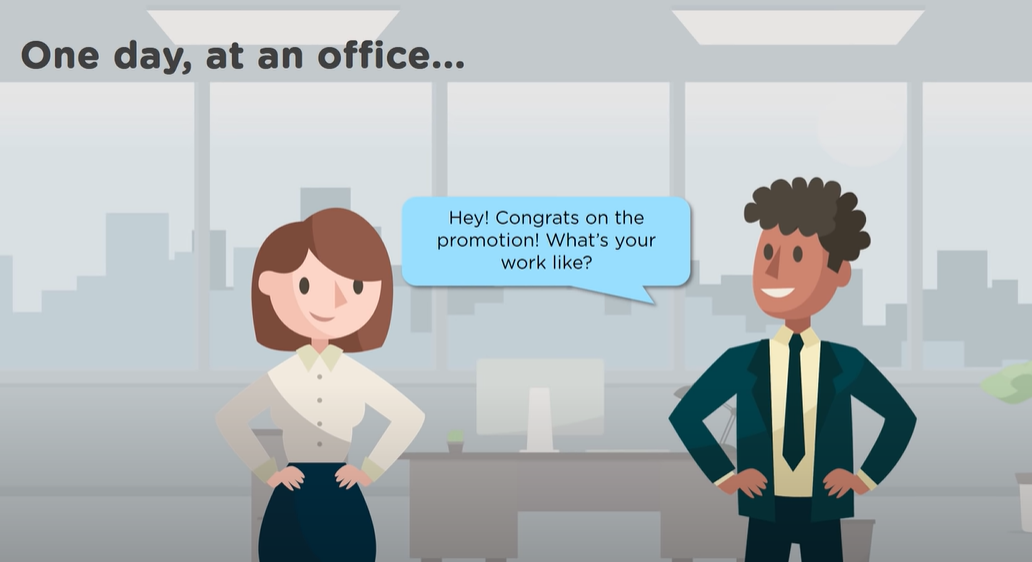 One day, at an office...
Hey! Congrats on the
promotion! What's your
work like?